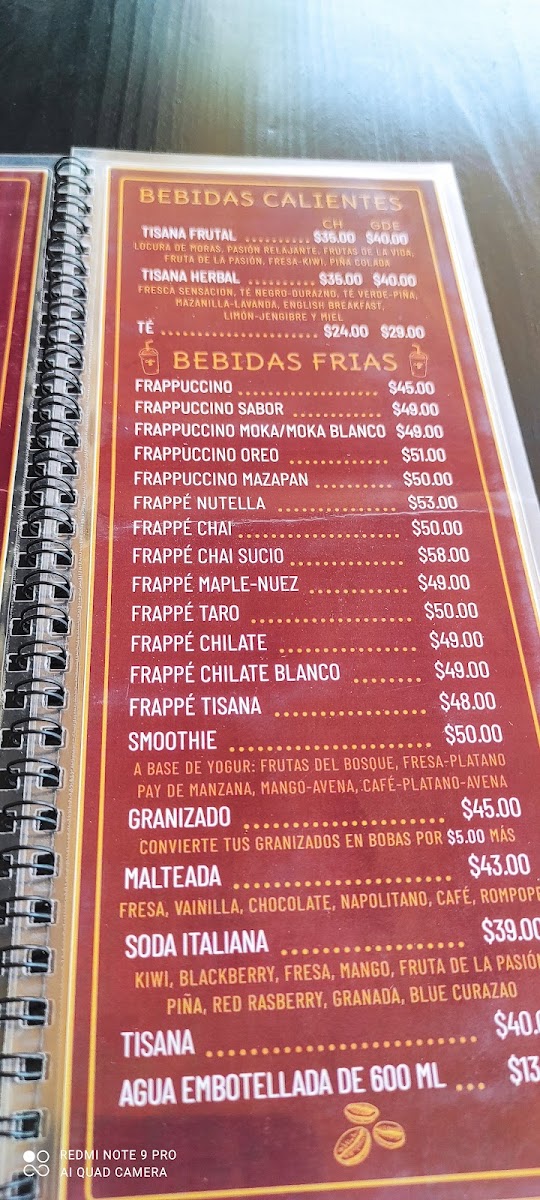 BEBIDAS CALIENTES
CH GDE
TISANA FRUTAL .......... $35.00 $40.00
LOCURA DE MORAS, PASIÓN RELAJANTE, FRUTAS DE LA VIDA,
FRUTA DE LA PASIÓN, FRESA-KIWI, PIÑA COLADA
TISANA HERBAL .......... $35.00 $40.00
FRESCA SENSACIÓN, TÉ NEGRO-DURAZNO, TÉ VERDE-PIÑA,
MAZANILLA-LAVANDA, ENGLISH BREAKFAST,
LIMÓN-JENGIBRE Y MIEL
TÉ .......... $24.00 $29.00
BEBIDAS FRIAS
FRAPPUCCINO .......... $45.00
FRAPPUCCINO SABOR .......... $49.00
FRAPPUCCINO MOKA/MOKA BLANCO $49.00
FRAPPUCCINO OREO .......... $51.00
FRAPPUCCINO MAZAPAN .......... $50.00
FRAPPÉ NUTELLA .......... $53.00
FRAPPÉ CHAI .......... $50.00
FRAPPÉ CHAI SUCIO .......... $58.00
FRAPPÉ MAPLE-NUEZ .......... $49.00
FRAPPÉ TARO .......... $50.00
FRAPPÉ CHILATE .......... $49.00
FRAPPÉ CHILATE BLANCO .......... $49.00
FRAPPÉ TISANA .......... $48.00
SMOOTHIE .......... $50.00
A BASE DE YOGUR: FRUTAS DEL BOSQUE, FRESA-PLATANO
PAY DE MANZANA, MANGO-AVENA, CAFÉ-PLATANO-AVENA
GRANIZADO .......... $45.00
CONVIERTE TUS GRANIZADOS EN BOBAS POR $5.00 MÁS
MALTEADA .......... $43.00
FRESA, VAINILLA, CHOCOLATE, NAPOLITANO, CAFÉ, ROMPOPE
SODA ITALIANA .......... $39.00
KIWI, BLACKBERRY, FRESA, MANGO, FRUTA DE LA PASIÓ
PIÑA, RED RASBERRY, GRANADA, BLUE CURAZAO
TISANA .......... $40.
AGUA EMBOTELLADA DE 600 ML ... $13
REDMI NOTE 9 PRO
AI QUAD CAMERA